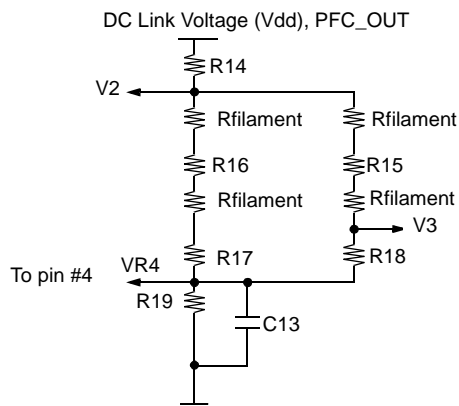 DC Link Voltage (Vdd), PFC_OUT
R14
V2
Rfilament
Rfilament
R16
R15
Rfilament
Rfilament
V3
R17
R18
To pin #4
VR4
R19
C13